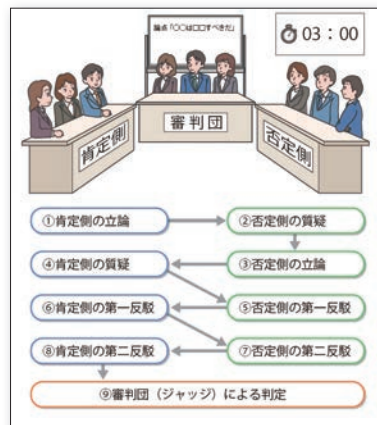 論点「〇〇は□□すべきだ」
03：00
肯定側
審判団
否定側
①肯定側の立論
②否定側の質疑
③否定側の立論
④肯定側の質疑
⑤否定側の第一反駁
⑥肯定側の第一反駁
⑦否定側の第二反駁
⑧肯定側の第二反駁
⑨審判団（ジャッジ）による判定